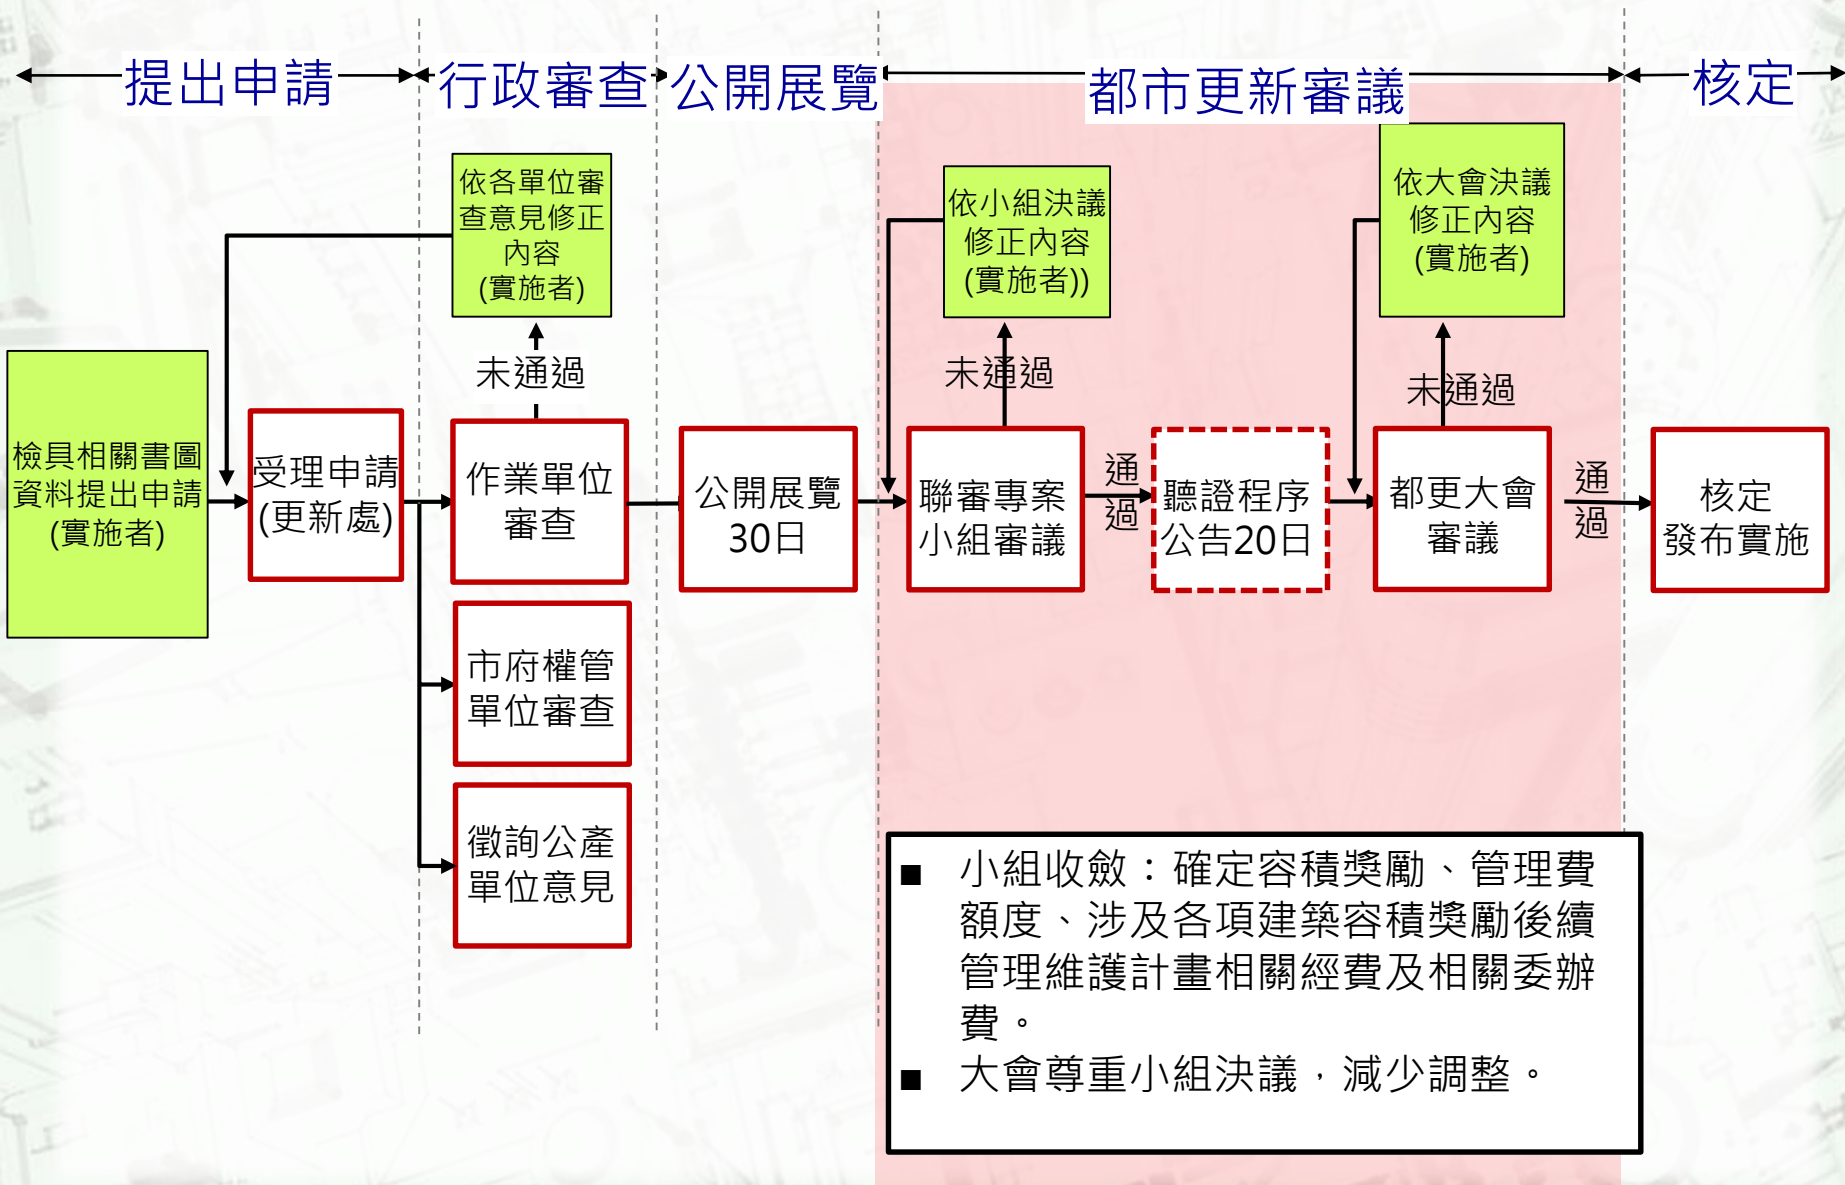 提出申請
行政審查
公開展覽
都市更新審議
核定
依各單位審
查意見修正
內容
(實施者)
依小組決議
修正內容
(實施者))
依大會決議
修正內容
(實施者)
未通過
未通過
未通過
檢具相關書圖
資料提出申請
(實施者)
受理申請
(更新處)
作業單位
審查
公開展覽
30日
聯審專案
小組審議
通
過
聽證程序
公告20日
都更大會
審議
通
過
核定
發布實施
市府權管
單位審查
徵詢公產
單位意見
■ 小組收斂：確定容積獎勵、管理費
額度、涉及各項建築容積獎勵後續
管理維護計畫相關經費及相關委辦
費。
■ 大會尊重小組決議，減少調整。